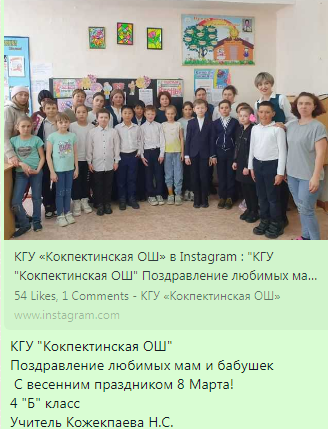 КГУ «Кокпектинская ОШ» в Instagram : "КГУ
"Кокпектинская ОШ" Поздравление любимых ма...
54 Likes, 1 Comments - КГУ «Кокпектинская ОШ»
www.instagram.com
КГУ "Кокпектинская ОШ"
Поздравление любимых мам и бабушек
С весенним праздником 8 Марта!
4 "Б" класс
Учитель Кожекпаева Н.С.